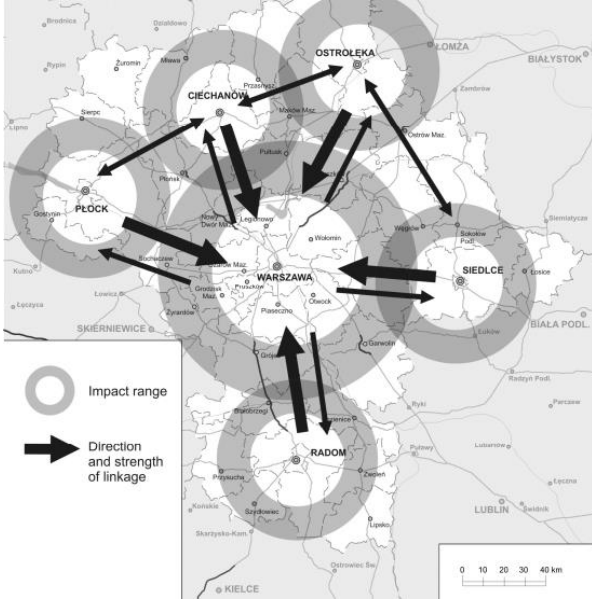 Brodnica
Działdowo
OSTROŁĘKA
ŁOMŻA
BIAŁYSTOK
Rypin
Żuromin
Mława
Przasnysz
CIECHANÓW
Zambrów
Maków Maz.
Lipno
Sierpc
Ostrów Maz.
Pułtusk
Płońsk
PŁOCK
Gostynin
Nowy
Dwór Maz.
Legionowo
Siemiatycze
Węgrów
Sokołów
Podl.
Wołomin
Sochaczew
Ożarów Maz.
WARSZAWA
SIEDLCE
Łosice
Kutno
Pruszków
Grodzisk
Maz.
Otwock
Łowicz
Łęczyca
Żyrardów
Piaseczno
BIAŁA PODL.
SKIERNIEWICE
Łuków
Garwolin
Grójec
Radzyń Podl.
Impact range
Białobrzegi
Ryki
Parczew
Direction
and strength
of linkage
RADOM
Puławy
Lubartów
Przysucha
Zwoleń
Łęczna
Końskie
Szydłowiec
LUBLIN
Świdnik
Lipsko
Skarżysko-Kam.
Ostrowiec Św.
KIELCE
0 10 20 30 40 km